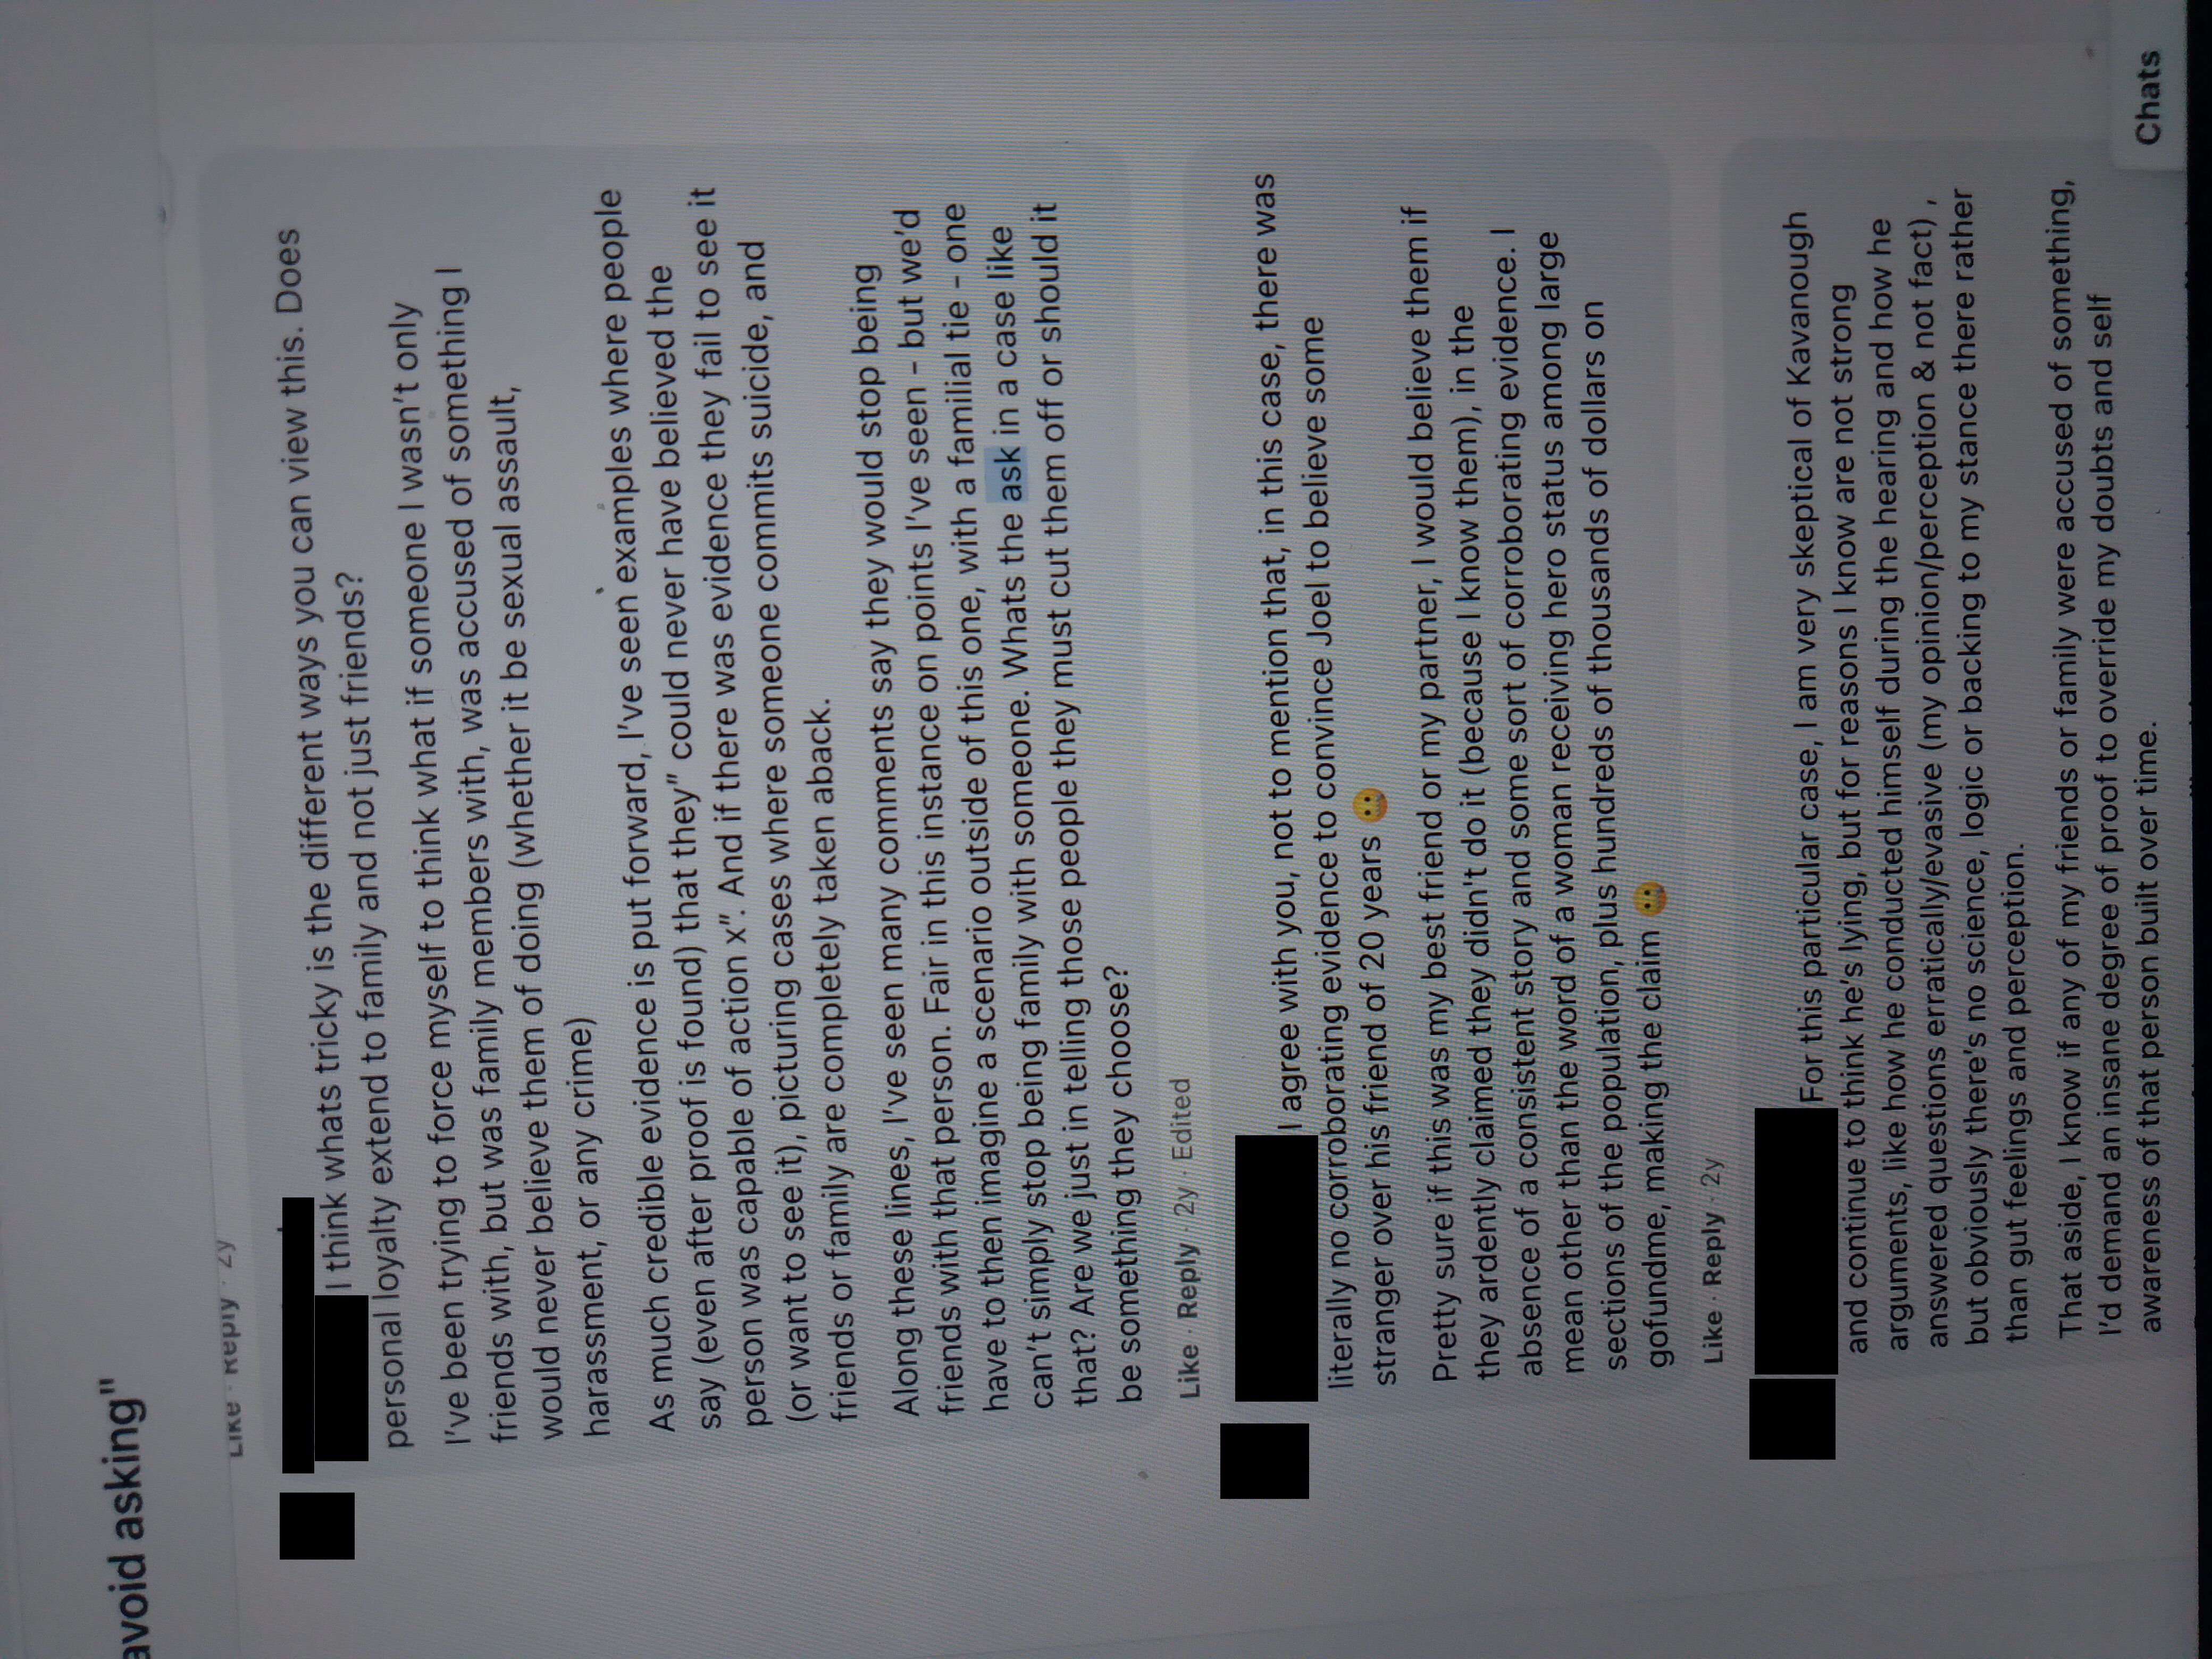 avoid asking"
Like · Reply · 2y
I think whats tricky is the different ways you can view this. Does
personal loyalty extend to family and not just friends?
I've been trying to force myself to think what if someone I wasn't only
friends with, but was family members with, was accused of something I
would never believe them of doing (whether it be sexual assault,
harassment, or any crime)
As much credible evidence is put forward, I've seen examples where people
say (even after proof is found) that they" could never have believed the
person was capable of action x". And if there was evidence they fail to see it
(or want to see it), picturing cases where someone commits suicide, and
friends or family are completely taken aback.
Along these lines, I've seen many comments say they would stop being
friends with that person. Fair in this instance on points I've seen - but we'd
have to then imagine a scenario outside of this one, with a familial tie - one
can't simply stop being family with someone. Whats the ask in a case like
that? Are we just in telling those people they must cut them off or should it
be something they choose?
Like · Reply · 2y · Edited
I agree with you, not to mention that, in this case, there was
literally no corroborating evidence to convince Joel to believe some
stranger over his friend of 20 years 😬
Pretty sure if this was my best friend or my partner, I would believe them if
they ardently claimed they didn't do it (because I know them), in the
absence of a consistent story and some sort of corroborating evidence. I
mean other than the word of a woman receiving hero status among large
sections of the population, plus hundreds of thousands of dollars on
gofundme, making the claim 😬
Like · Reply · 2y
For this particular case, I am very skeptical of Kavanough
and continue to think he's lying, but for reasons I know are not strong
arguments, like how he conducted himself during the hearing and how he
answered questions erratically/evasive (my opinion/perception & not fact) ,
but obviously there's no science, logic or backing to my stance there rather
than gut feelings and perception.
That aside, I know if any of my friends or family were accused of something,
I'd demand an insane degree of proof to override my doubts and self
awareness of that person built over time.
Chats